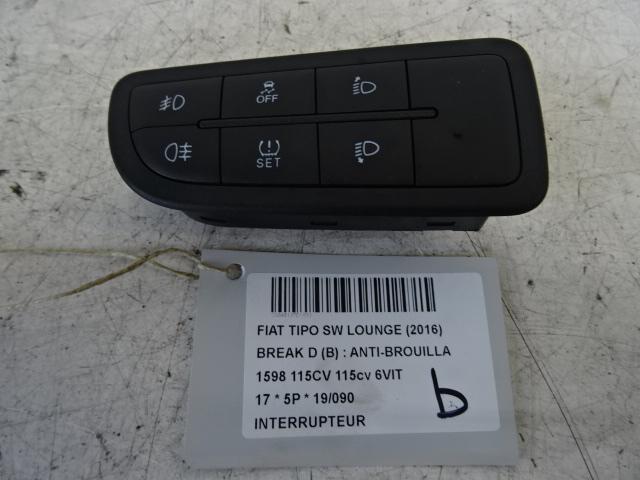 OFF
SET
FIAT TIPO SW LOUNGE (2016)
BREAK D (B) : ANTI-BROUILLA
1598 115CV 115cv 6VIT
17 * 5P * 19/090
INTERRUPTEUR
b